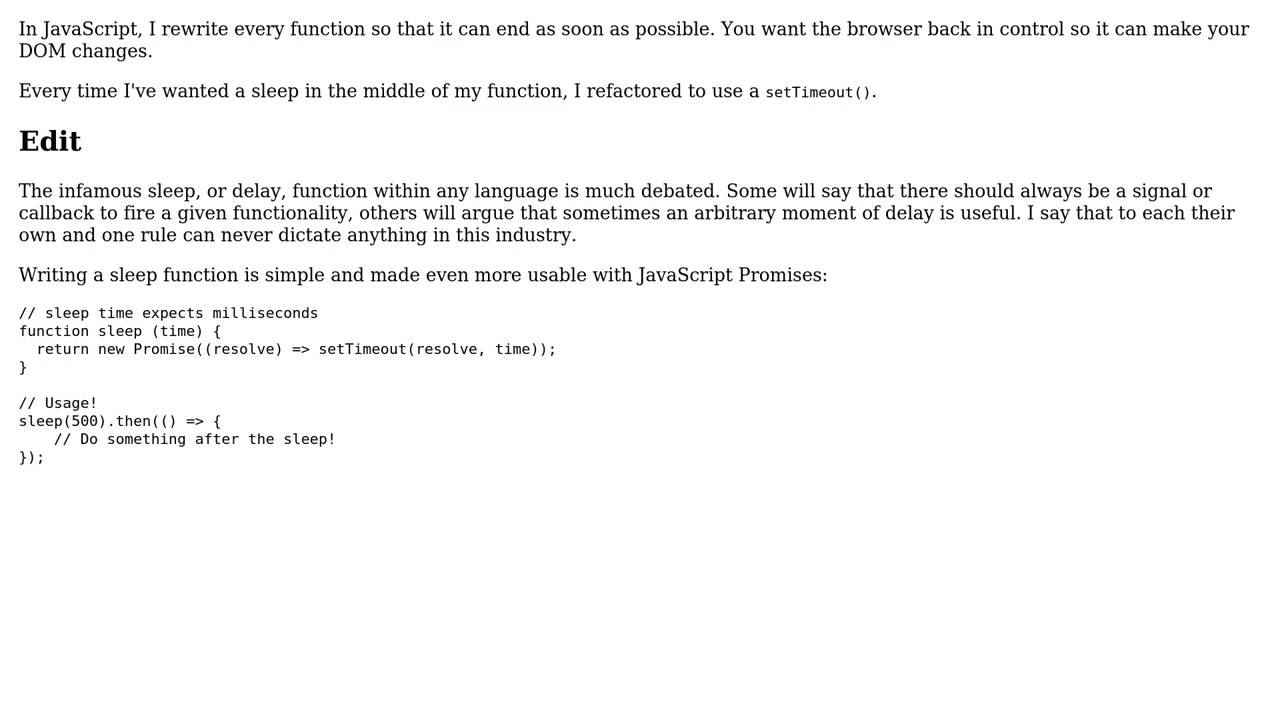 In JavaScript, I rewrite every function so that it can end as soon as possible. You want the browser back in control so it can make your
DOM changes.
Every time I've wanted a sleep in the middle of my function, I refactored to use a setTimeout().
Edit
The infamous sleep, or delay, function within any language is much debated. Some will say that there should always be a signal or
callback to fire a given functionality, others will argue that sometimes an arbitrary moment of delay is useful. I say that to each their
own and one rule can never dictate anything in this industry.
Writing a sleep function is simple and made even more usable with JavaScript Promises:
// sleep time expects milliseconds
function sleep (time) {
  return new Promise((resolve) => setTimeout(resolve, time));
}
// Usage!
sleep(500).then(() => {
    // Do something after the sleep!
});